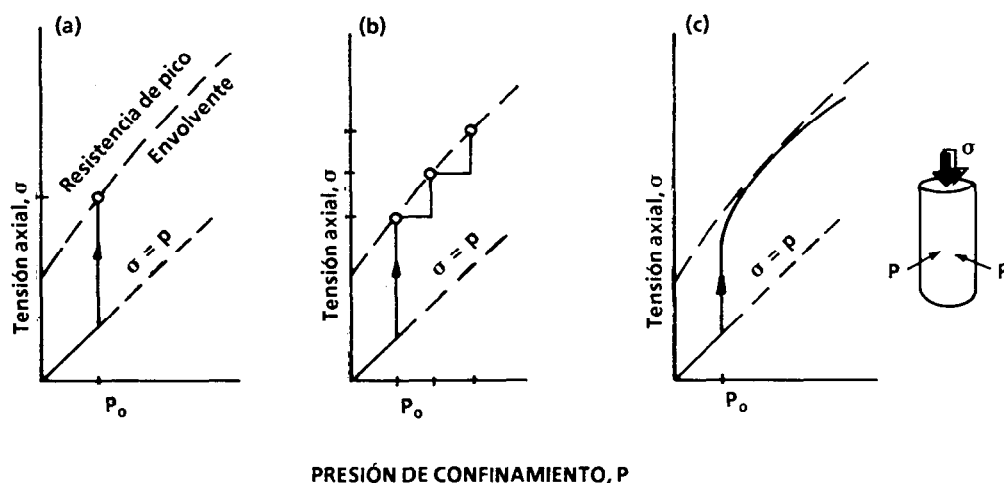 (a)
Tensión axial, σ
Resistencia de pico
Envolvente
σ = p
Po
(b)
Tensión axial, σ
σ = p
Po
(c)
Tensión axial, σ
σ = p
Po
σ
P
P
PRESIÓN DE CONFINAMIENTO, P